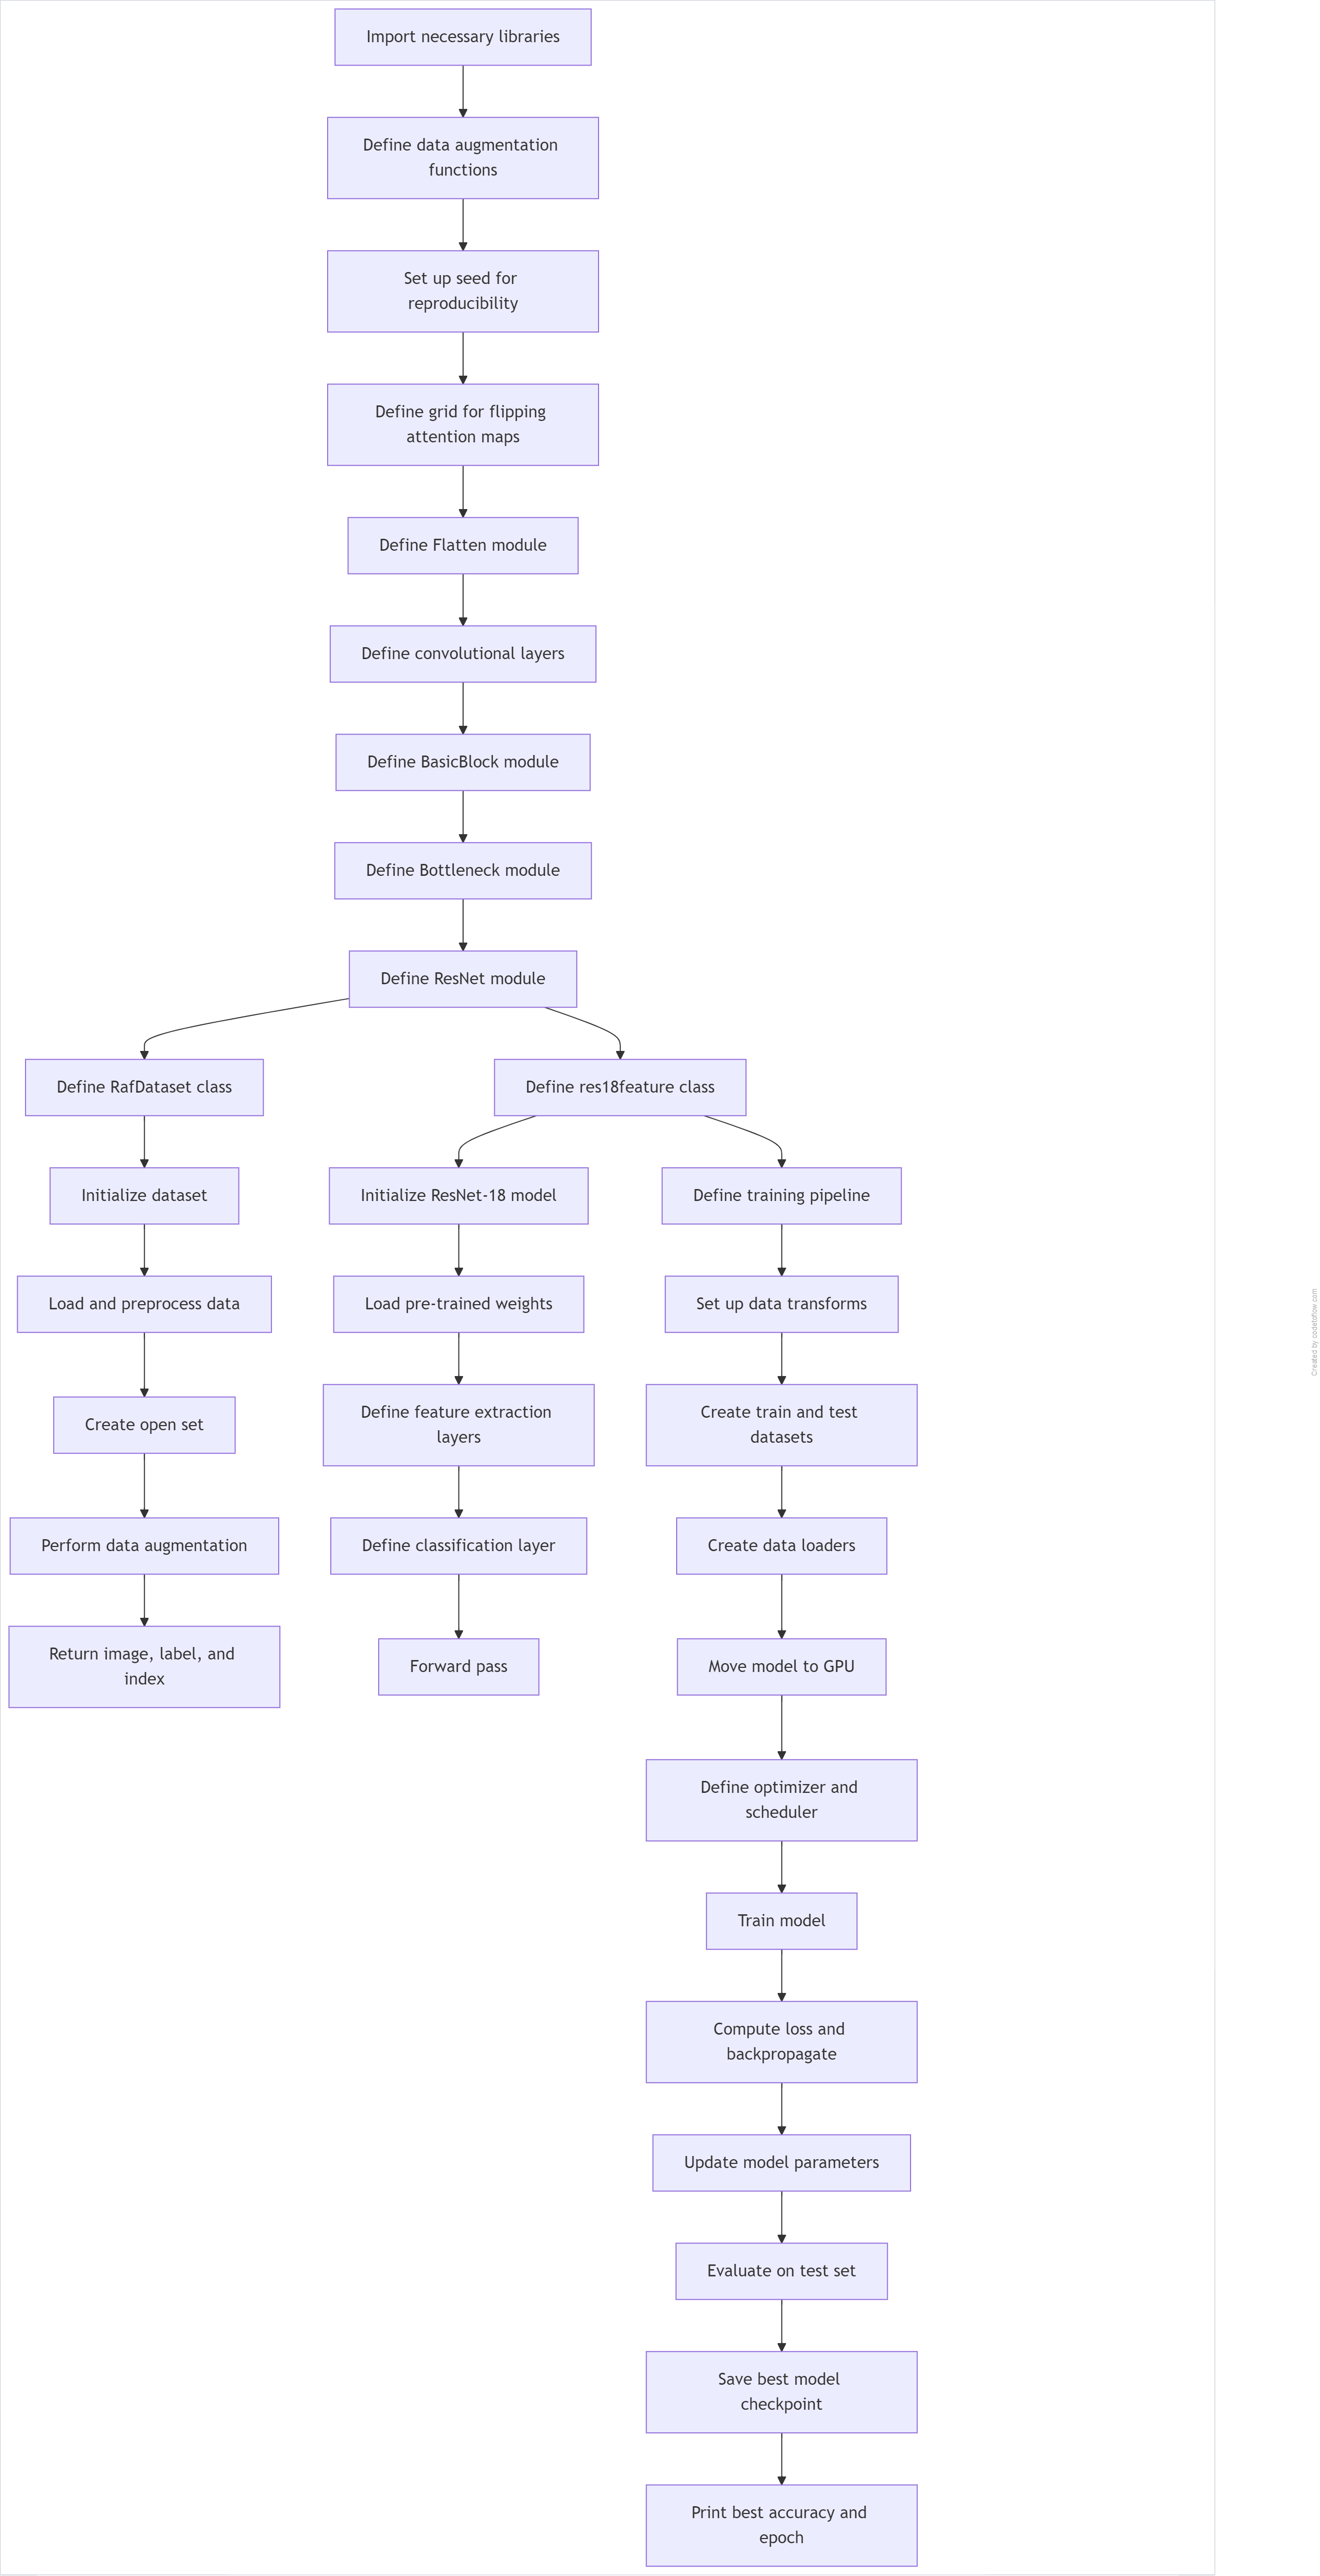 Import necessary libraries
Define data augmentation
functions
Set up seed for
reproducibility
Define grid for flipping
attention maps
Define Flatten module
Define convolutional layers
Define BasicBlock module
Define Bottleneck module
Define ResNet module
Define RafDataset class
Define res18feature class
Initialize dataset
Initialize ResNet-18 model
Define training pipeline
Load and preprocess data
Load pre-trained weights
Set up data transforms
Create open set
Define feature extraction
layers
Create train and test
datasets
Perform data augmentation
Define classification layer
Create data loaders
Return image, label, and
index
Forward pass
Move model to GPU
Define optimizer and
scheduler
Train model
Compute loss and
backpropagate
Update model parameters
Evaluate on test set
Save best model
checkpoint
Print best accuracy and
epoch
Created by codetoflow.com